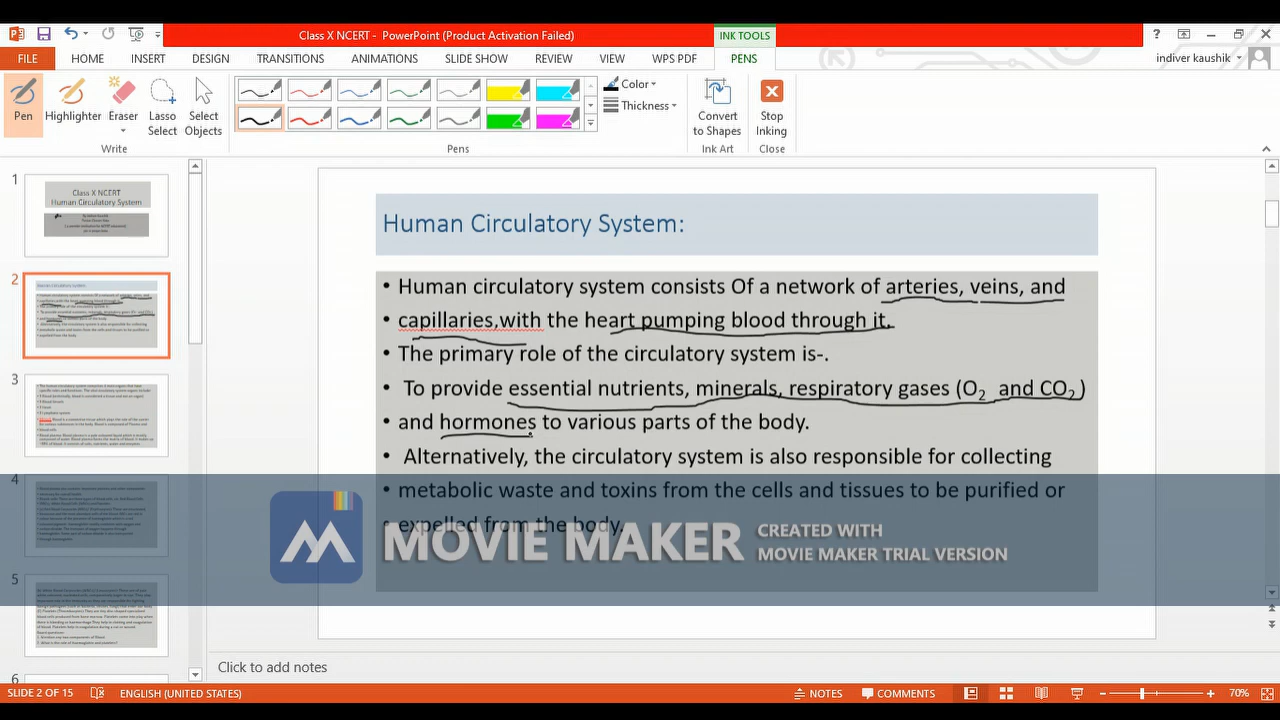 Class X NCERT - PowerPoint (Product Activation Failed)
INK TOOLS
FILE HOME INSERT DESIGN TRANSITIONS ANIMATIONS SLIDE SHOW REVIEW VIEW WPS PDF PENS
indiver kaushik
Pen Highlighter Eraser Lasso Select Select Objects
Color
Thickness
Convert to Shapes
Stop Inking
Write Pens Ink Art Close
1
Class X NCERT
Human Circulatory System
2
3
4
5
6
Human Circulatory System:
• Human circulatory system consists Of a network of arteries, veins, and
• capillaries,with the heart pumping blood through it.
• The primary role of the circulatory system is-.
• To provide essential nutrients, minerals, respiratory gases (O₂ and CO₂)
• and hormones to various parts of the body.
• Alternatively, the circulatory system is also responsible for collecting
• metabolic waste and toxins from the cells and tissues to be purified or
• expelled from the body.
MOVIE MAKER
CREATED WITH
MOVIE MAKER TRIAL VERSION
Click to add notes
SLIDE 2 OF 15 ENGLISH (UNITED STATES) NOTES COMMENTS 70%